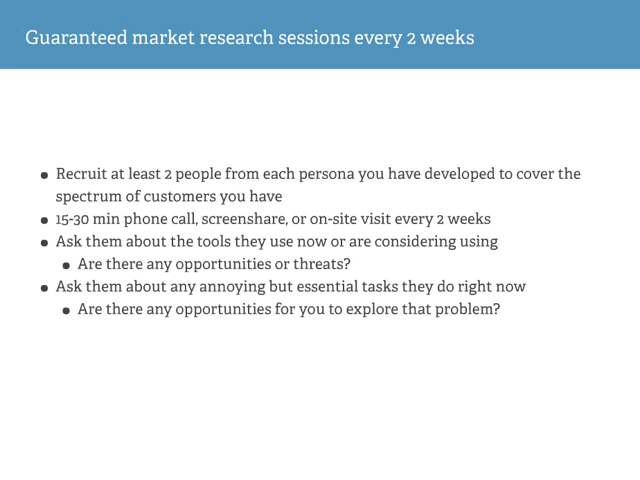 Guaranteed market research sessions every 2 weeks
• Recruit at least 2 people from each persona you have developed to cover the
spectrum of customers you have
• 15-30 min phone call, screenshare, or on-site visit every 2 weeks
• Ask them about the tools they use now or are considering using
• Are there any opportunities or threats?
• Ask them about any annoying but essential tasks they do right now
• Are there any opportunities for you to explore that problem?